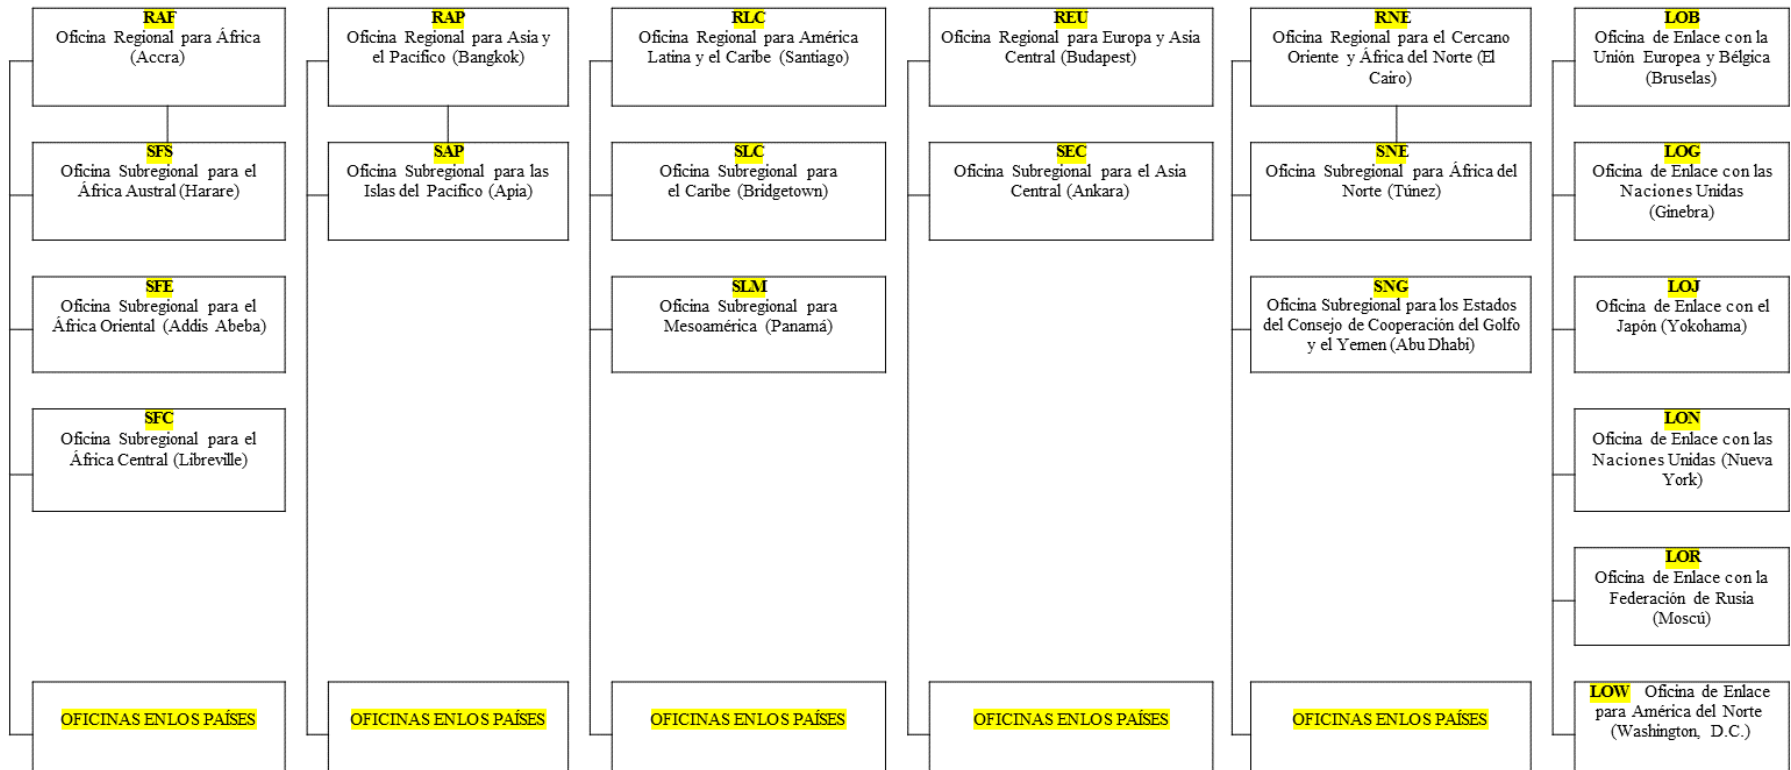 RAF
Oficina Regional para África
(Accra)
RAP
Oficina Regional para Asia y
el Pacífico (Bangkok)
RLC
Oficina Regional para América
Latina y el Caribe (Santiago)
REU
Oficina Regional para Europa y Asia
Central (Budapest)
RNE
Oficina Regional para el Cercano
Oriente y África del Norte (El
Cairo)
LOB
Oficina de Enlace con la
Unión Europea y Bélgica
(Bruselas)
SFS
Oficina Subregional para el
África Austral (Harare)
SAP
Oficina Subregional para las
Islas del Pacífico (Apia)
SLC
Oficina Subregional para
el Caribe (Bridgetown)
SEC
Oficina Subregional para el Asia
Central (Ankara)
SNE
Oficina Subregional para África del
Norte (Túnez)
LOG
Oficina de Enlace con las
Naciones Unidas
(Ginebra)
SFE
Oficina Subregional para el
África Oriental (Addis Abeba)
SLM
Oficina Subregional para
Mesoamérica (Panamá)
SNG
Oficina Subregional para los Estados
del Consejo de Cooperación del Golfo
y el Yemen (Abu Dhabi)
LOJ
Oficina de Enlace con el
Japón (Yokohama)
SFC
Oficina Subregional para el
África Central (Libreville)
LON
Oficina de Enlace con las
Naciones Unidas (Nueva
York)
LOR
Oficina de Enlace con la
Federación de Rusia
(Moscú)
OFICINAS ENLOS PAÍSES
OFICINAS ENLOS PAÍSES
OFICINAS ENLOS PAÍSES
OFICINAS ENLOS PAÍSES
OFICINAS ENLOS PAÍSES
LOW Oficina de Enlace
para América del Norte
(Washington, D.C.)